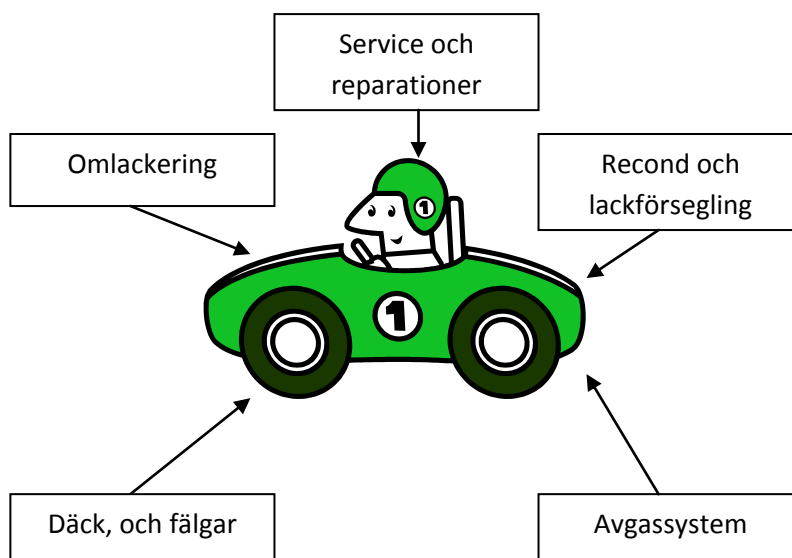 Service och
reparationer
Omlackering
Recond och
lackförsegling
1
1
Däck, och fälgar
Avgassystem